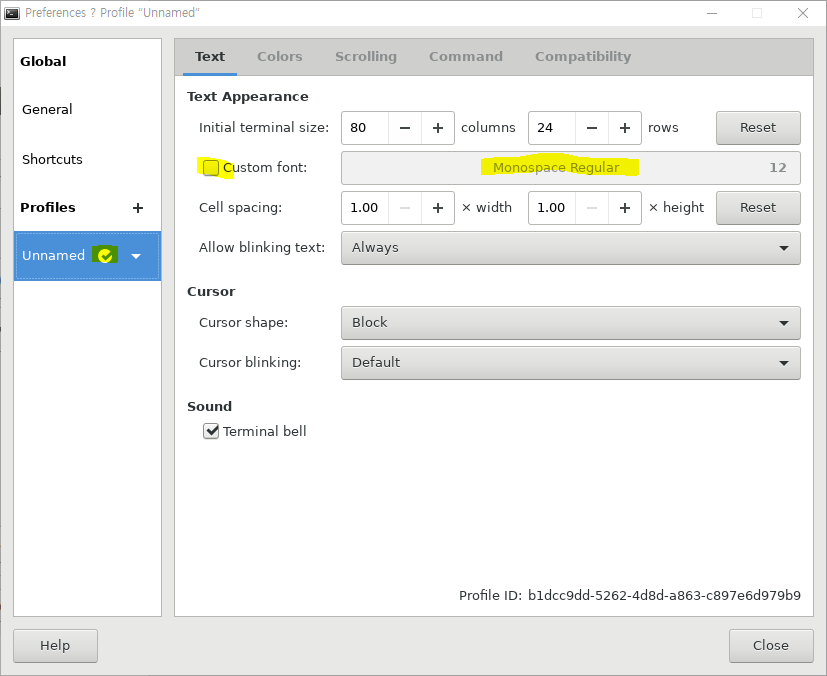 Preferences ? Profile “Unnamed”
Global
General
Shortcuts
Profiles +
Unnamed
Text Colors Scrolling Command Compatibility
Text Appearance
Initial terminal size: 80 − + columns 24 − + rows Reset
Custom font: Monospace Regular 12
Cell spacing: 1.00 − + × width 1.00 − + × height Reset
Allow blinking text: Always
Cursor
Cursor shape: Block
Cursor blinking: Default
Sound
Terminal bell
Profile ID: b1dcc9dd-5262-4d8d-a863-c897e6d979b9
Help Close